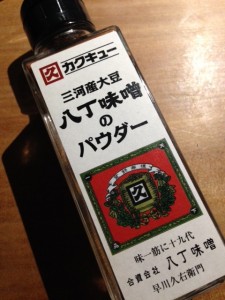 久 カクキュー
三河産大豆
八丁味噌
の
パウダー
久
味一筋に十九代
合資会社 八丁味噌
早川久右衛門